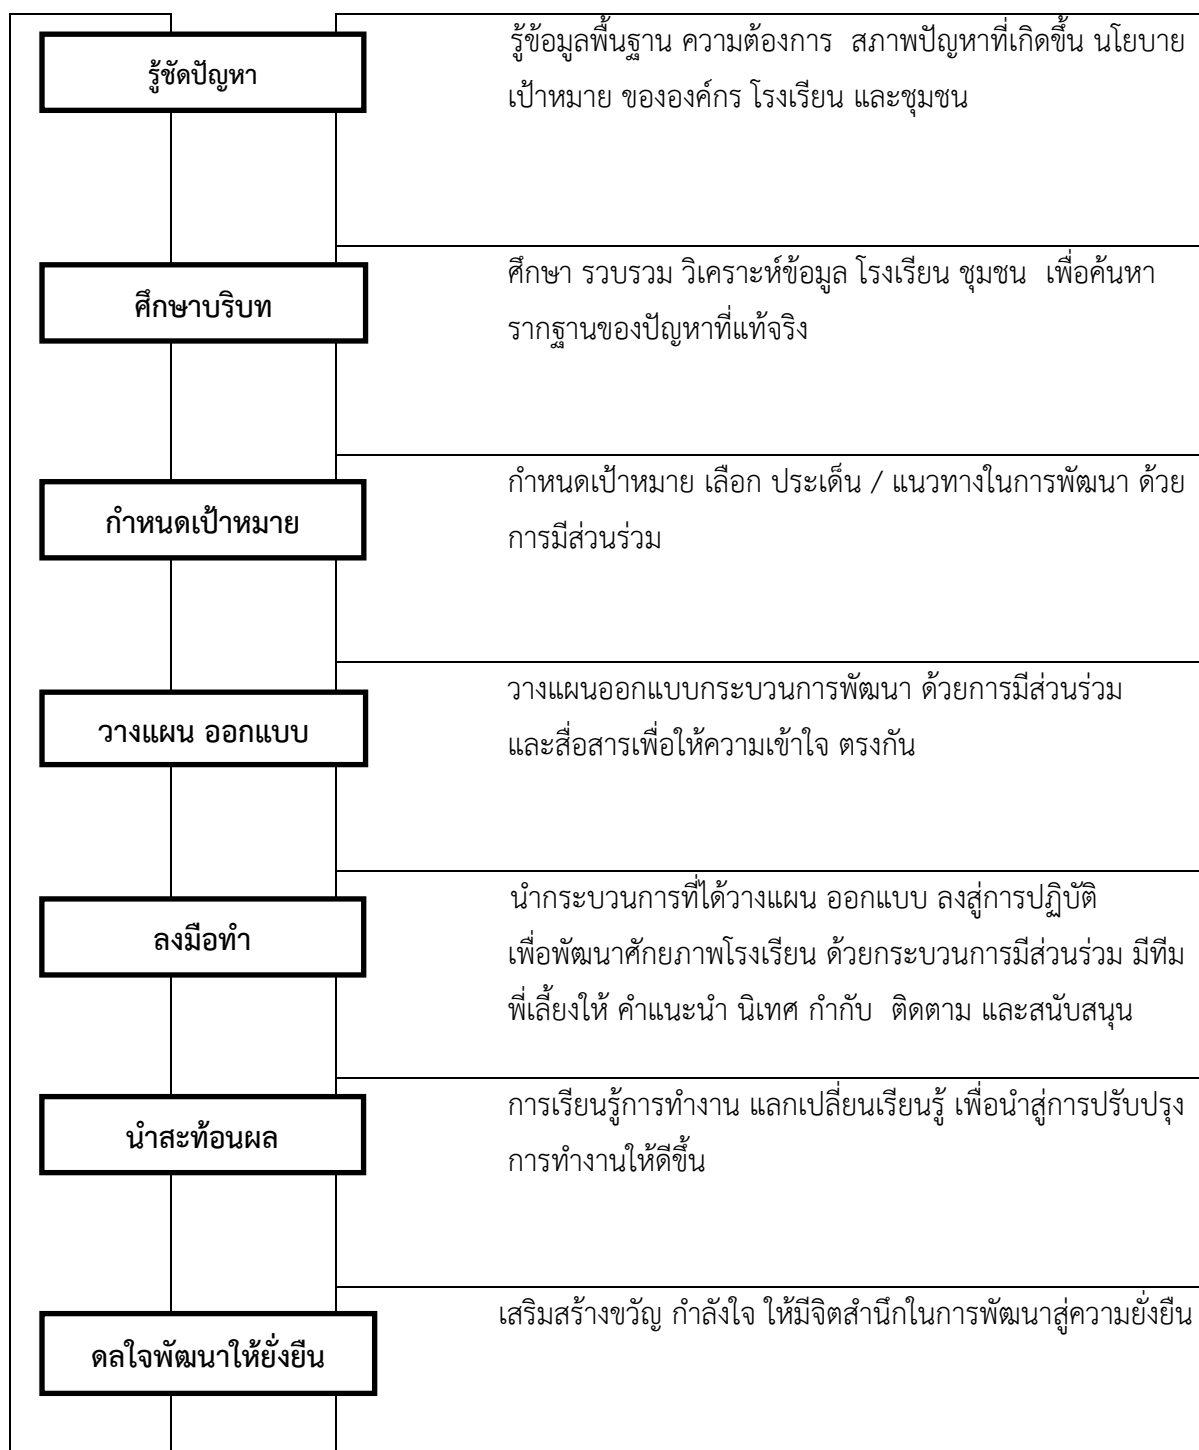 รู้ชัดปัญหา
รู้ข้อมูลพื้นฐาน ความต้องการ สภาพปัญหาที่เกิดขึ้น นโยบาย
เป้าหมาย ขององค์กร โรงเรียน และชุมชน
ศึกษาบริบท
ศึกษา รวบรวม วิเคราะห์ข้อมูล โรงเรียน ชุมชน เพื่อค้นหา
รากฐานของปัญหาที่แท้จริง
กำหนดเป้าหมาย
กำหนดเป้าหมาย เลือก ประเด็น / แนวทางในการพัฒนา ด้วย
การมีส่วนร่วม
วางแผน ออกแบบ
วางแผนออกแบบกระบวนการพัฒนา ด้วยการมีส่วนร่วม
และสื่อสารเพื่อให้ความเข้าใจ ตรงกัน
ลงมือทำ
นำกระบวนการที่ได้วางแผน ออกแบบ ลงสู่การปฏิบัติ
เพื่อพัฒนาศักยภาพโรงเรียน ด้วยกระบวนการมีส่วนร่วม มีทีม
พี่เลี้ยงให้ คำแนะนำ นิเทศ กำกับ ติดตาม และสนับสนุน
นำสะท้อนผล
การเรียนรู้การทำงาน แลกเปลี่ยนเรียนรู้ เพื่อนำสู่การปรับปรุง
การทำงานให้ดีขึ้น
ดลใจพัฒนาให้ยั่งยืน
เสริมสร้างขวัญ กำลังใจ ให้มีจิตสำนึกในการพัฒนาสู่ความยั่งยืน